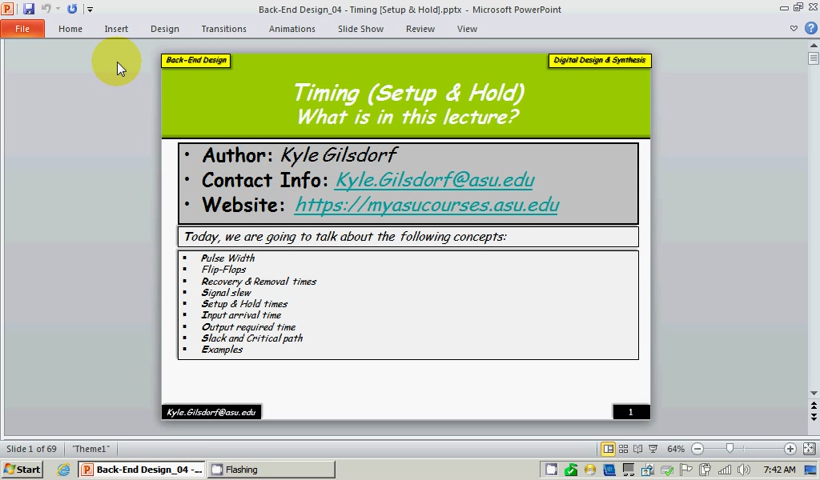 Back-End Design_04 - Timing [Setup & Hold].pptx - Microsoft PowerPoint
File Home Insert Design Transitions Animations Slide Show Review View
Back-End Design
Digital Design & Synthesis
Timing (Setup & Hold)
What is in this lecture?
• Author: Kyle Gilsdorf
• Contact Info: Kyle.Gilsdorf@asu.edu
• Website: https://myasucourses.asu.edu
Today, we are going to talk about the following concepts:
▪ Pulse Width
▪ Flip-Flops
▪ Recovery & Removal times
▪ Signal slew
▪ Setup & Hold times
▪ Input arrival time
▪ Output required time
▪ Slack and Critical path
▪ Examples
Kyle.Gilsdorf@asu.edu
1
Slide 1 of 69 "Theme1" 64%
Start Back-End Design_04 -... Flashing 7:42 AM